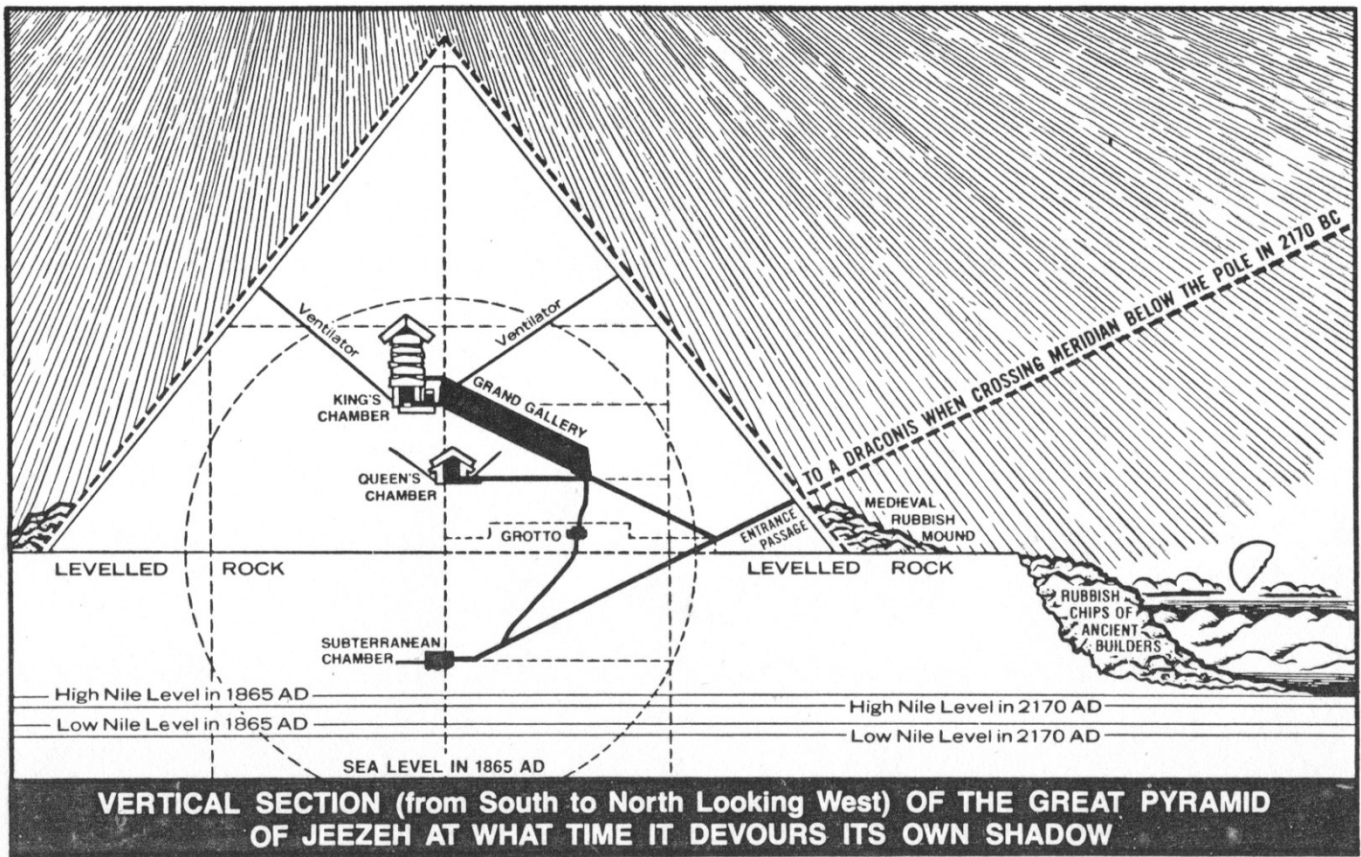 TO A DRACONIS WHEN CROSSING MERIDIAN BELOW THE POLE IN 2170 BC
Ventilator
Ventilator
KING'S
CHAMBER
GRAND GALLERY
QUEEN'S
CHAMBER
GROTTO
ENTRANCE
PASSAGE
MEDIEVAL
RUBBISH
MOUND
LEVELLED ROCK
LEVELLED ROCK
RUBBISH
CHIPS OF
ANCIENT
BUILDERS
SUBTERRANEAN
CHAMBER
High Nile Level in 1865 AD
High Nile Level in 2170 AD
Low Nile Level in 1865 AD
Low Nile Level in 2170 AD
SEA LEVEL IN 1865 AD
VERTICAL SECTION (from South to North Looking West) OF THE GREAT PYRAMID
OF JEEZEH AT WHAT TIME IT DEVOURS ITS OWN SHADOW